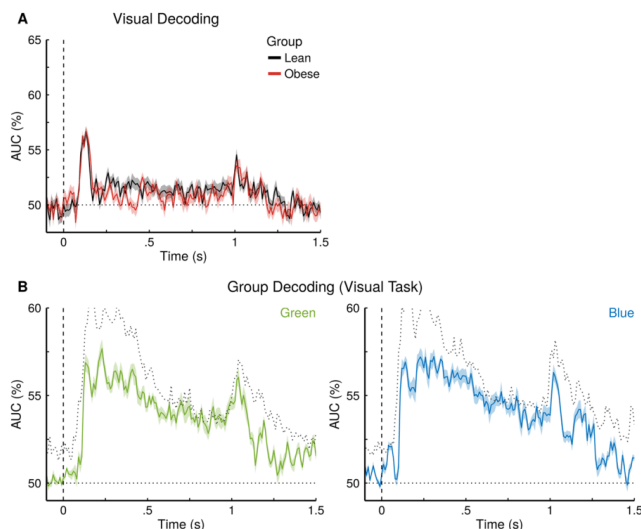 A
Visual Decoding
Group
Lean
Obese
AUC (%)
65
60
55
50
0
.5
1
1.5
Time (s)
B
Group Decoding (Visual Task)
Green
AUC (%)
60
55
50
0
0.5
1
1.5
Time (s)
Blue
AUC (%)
60
55
50
0
0.5
1
1.5
Time (s)